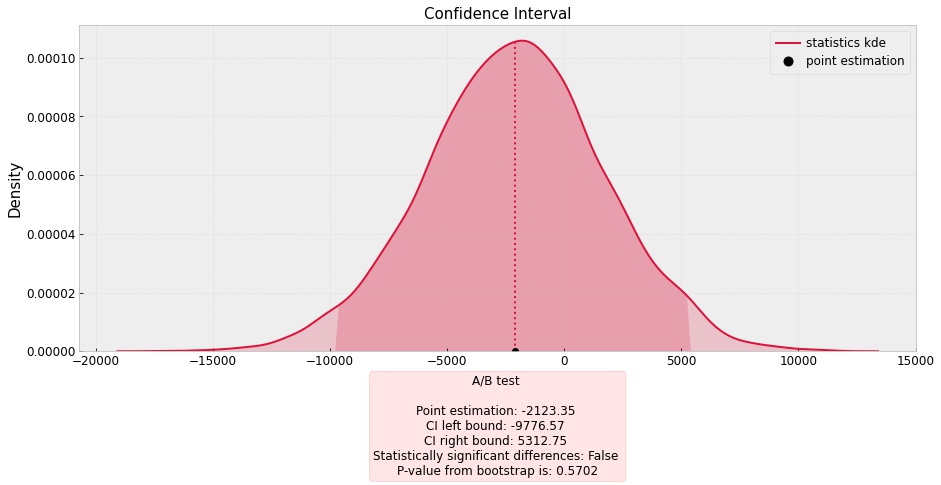 Confidence Interval
statistics kde
point estimation
Density
0.00010
0.00008
0.00006
0.00004
0.00002
0.00000
−20000
−15000
−10000
−5000
0
5000
10000
15000
A/B test
Point estimation: -2123.35
CI left bound: -9776.57
CI right bound: 5312.75
Statistically significant differences: False
P-value from bootstrap is: 0.5702